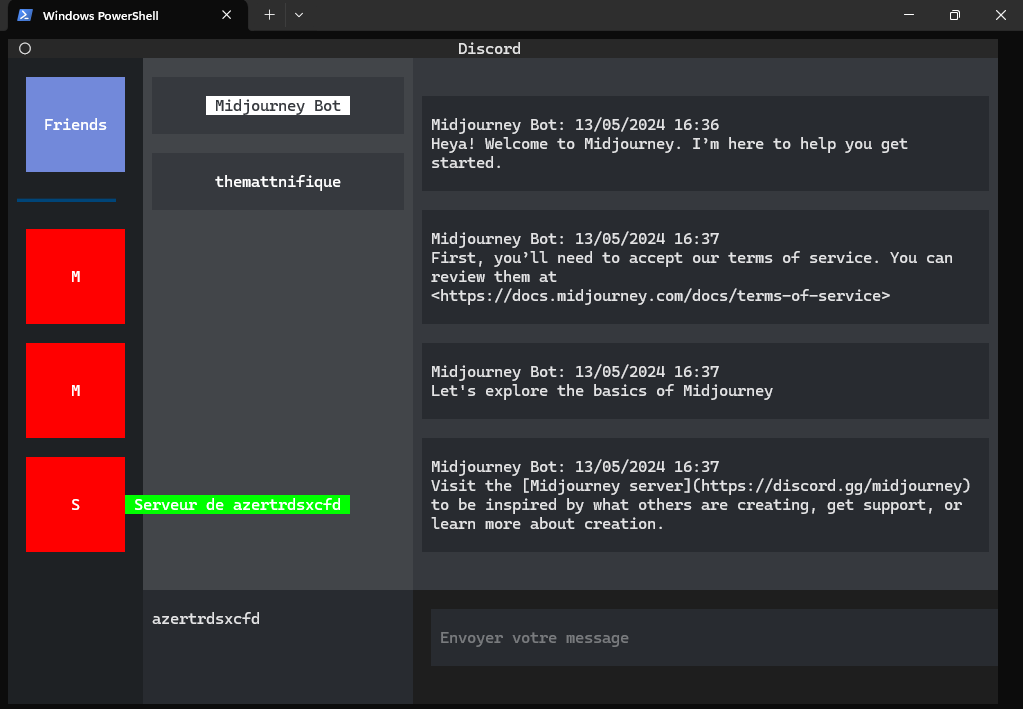 Windows PowerShell
Discord
Friends
M
M
S
Serveur de azertrdsxcfd
Midjourney Bot
themattnifique
azertrdsxcfd
Midjourney Bot: 13/05/2024 16:36
Heya! Welcome to Midjourney. I’m here to help you get
started.
Midjourney Bot: 13/05/2024 16:37
First, you’ll need to accept our terms of service. You can
review them at
<https://docs.midjourney.com/docs/terms-of-service>
Midjourney Bot: 13/05/2024 16:37
Let's explore the basics of Midjourney
Midjourney Bot: 13/05/2024 16:37
Visit the [Midjourney server](https://discord.gg/midjourney)
to be inspired by what others are creating, get support, or
learn more about creation.
Envoyer votre message